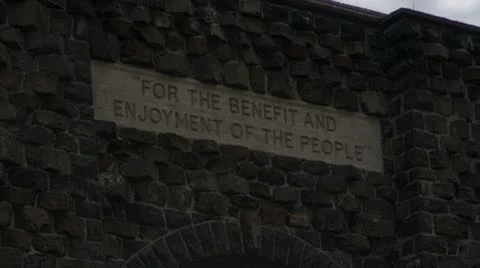 "FOR THE BENEFIT AND
ENJOYMENT OF THE PEOPLE"